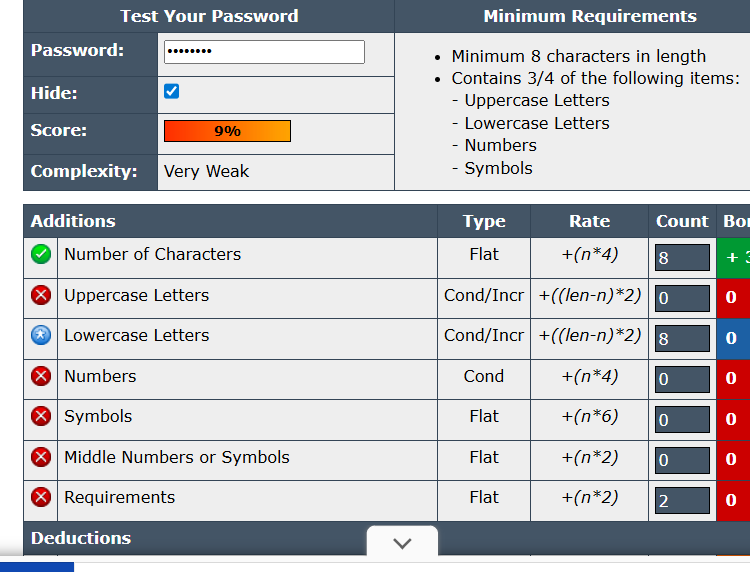 Test Your Password
Minimum Requirements
Password:
••••••••
• Minimum 8 characters in length
• Contains 3/4 of the following items:
- Uppercase Letters
- Lowercase Letters
- Numbers
- Symbols
Hide:
Score:
9%
Complexity:
Very Weak
Additions Type Rate Count
Number of Characters Flat +(n*4) 8 +
Uppercase Letters Cond/Incr +((len-n)*2) 0 0
Lowercase Letters Cond/Incr +((len-n)*2) 8 0
Numbers Cond +(n*4) 0 0
Symbols Flat +(n*6) 0 0
Middle Numbers or Symbols Flat +(n*2) 0 0
Requirements Flat +(n*2) 2 0
Deductions